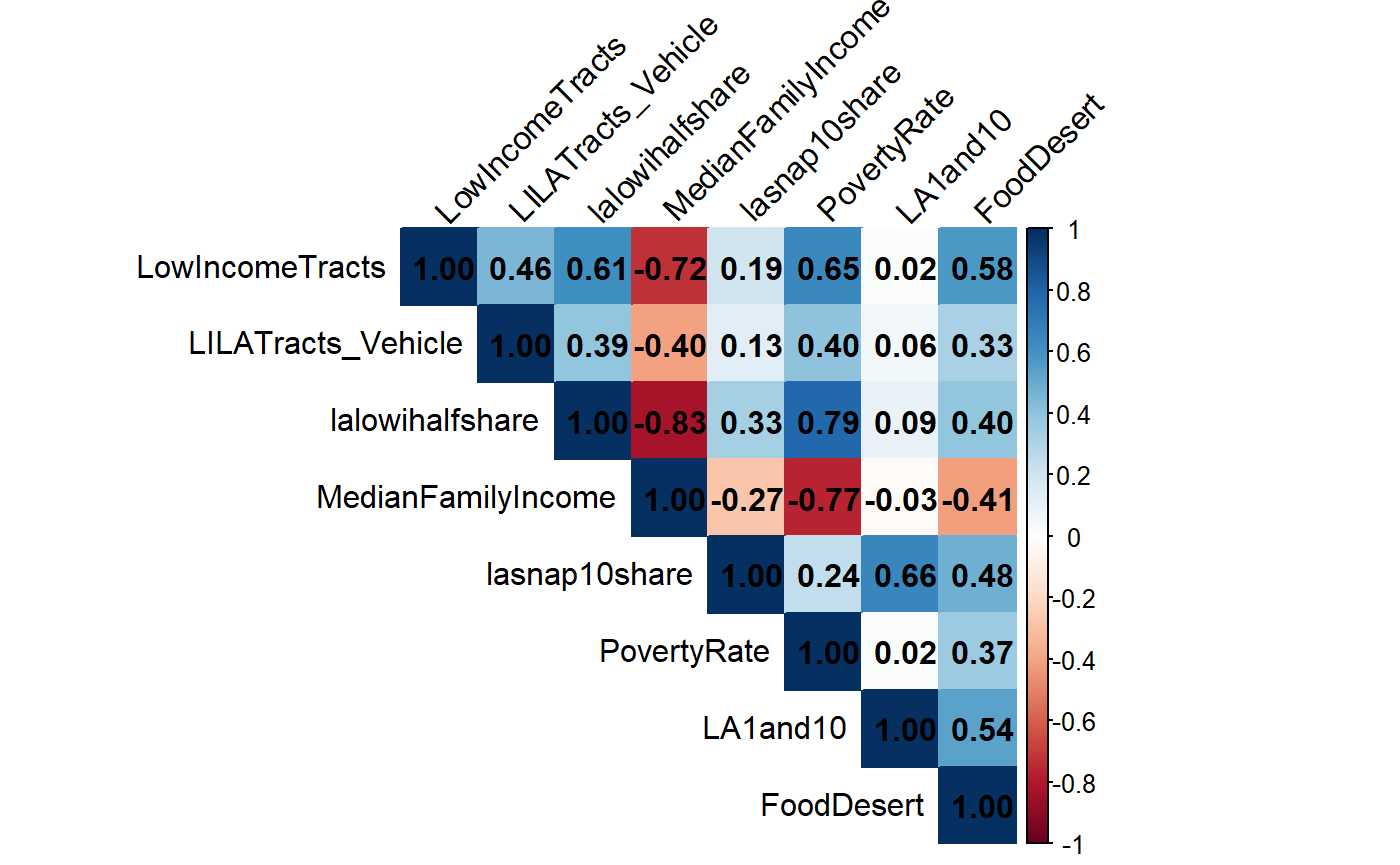 LowIncomeTracts
LILATracts_Vehicle
lalowihalfshare
MedianFamilyIncome
lasnap10share
PovertyRate
LA1and10
FoodDesert
LowIncomeTracts 1.00 0.46 0.61 -0.72 0.19 0.65 0.02 0.58
LILATracts_Vehicle 1.00 0.39 -0.40 0.13 0.40 0.06 0.33
lalowihalfshare 1.00 -0.83 0.33 0.79 0.09 0.40
MedianFamilyIncome 1.00 -0.27 -0.77 -0.03 -0.41
lasnap10share 1.00 0.24 0.66 0.48
PovertyRate 1.00 0.02 0.37
LA1and10 1.00 0.54
FoodDesert 1.00
1
0.8
0.6
0.4
0.2
0
-0.2
-0.4
-0.6
-0.8
-1